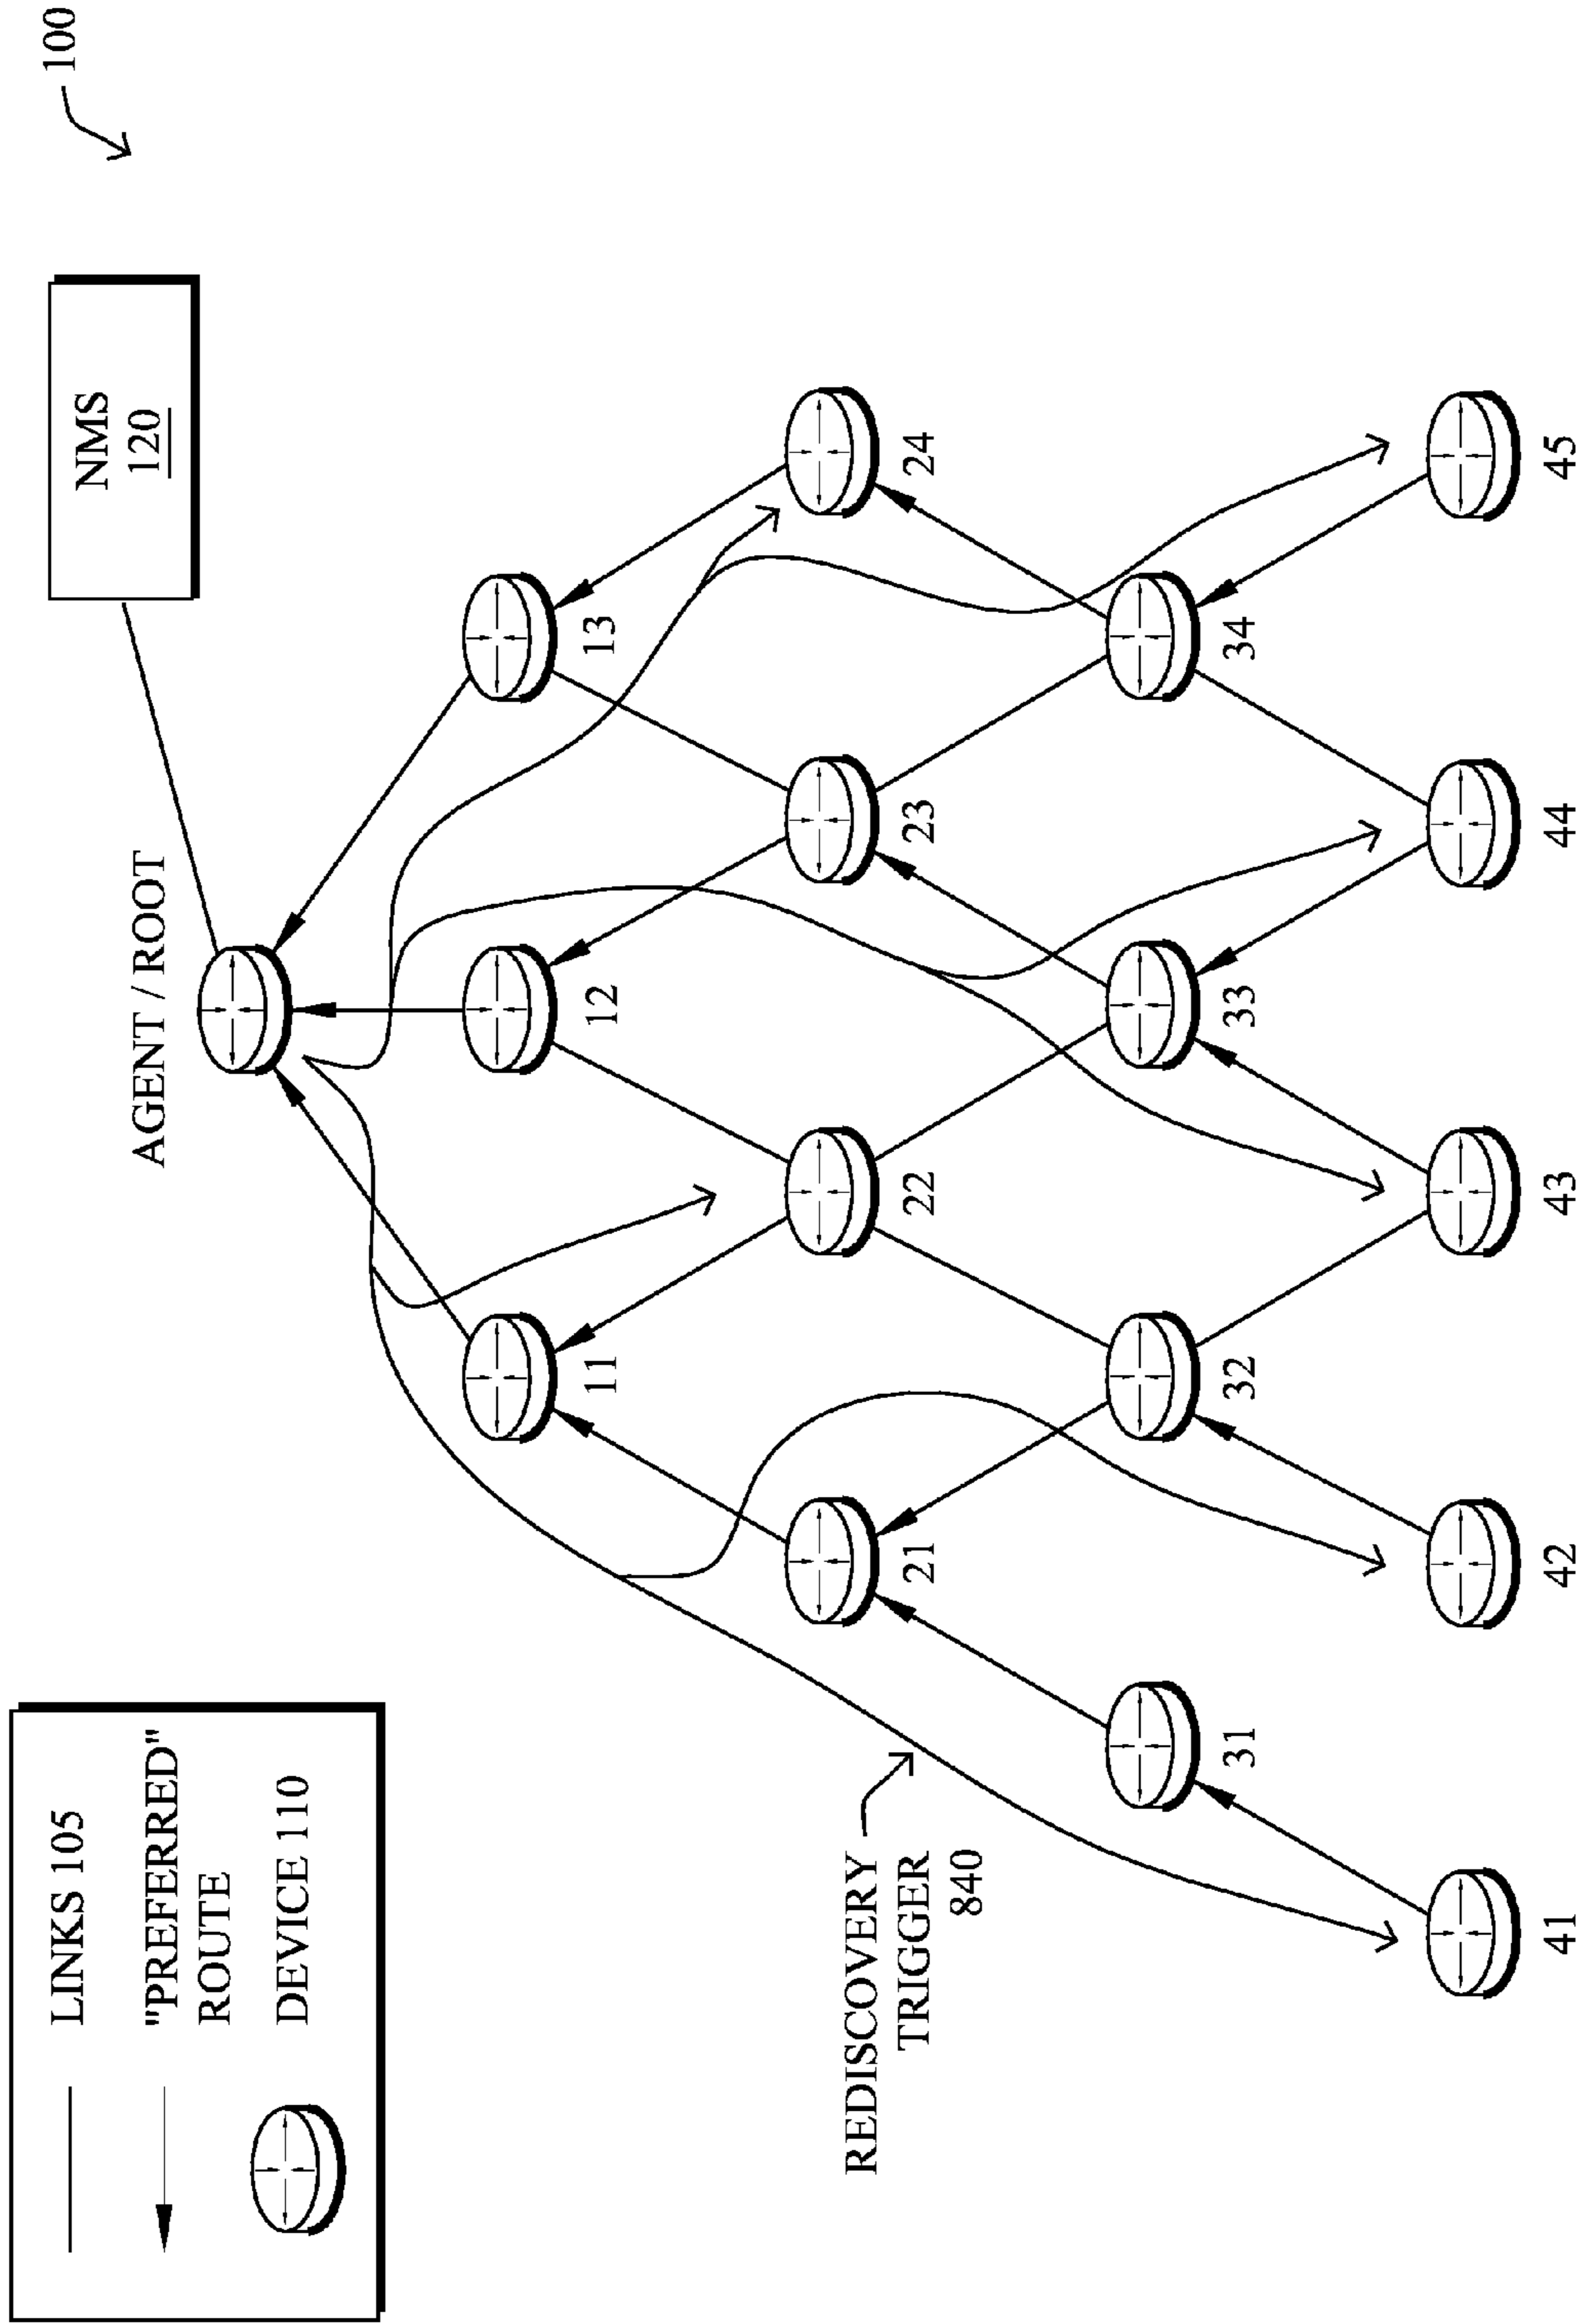 LINKS 105
"PREFERRED"
ROUTE
DEVICE 110
NMS
120
100
AGENT / ROOT
11
12
13
21
22
23
24
REDISCOVERY
TRIGGER
840
31
32
33
34
41
42
43
44
45